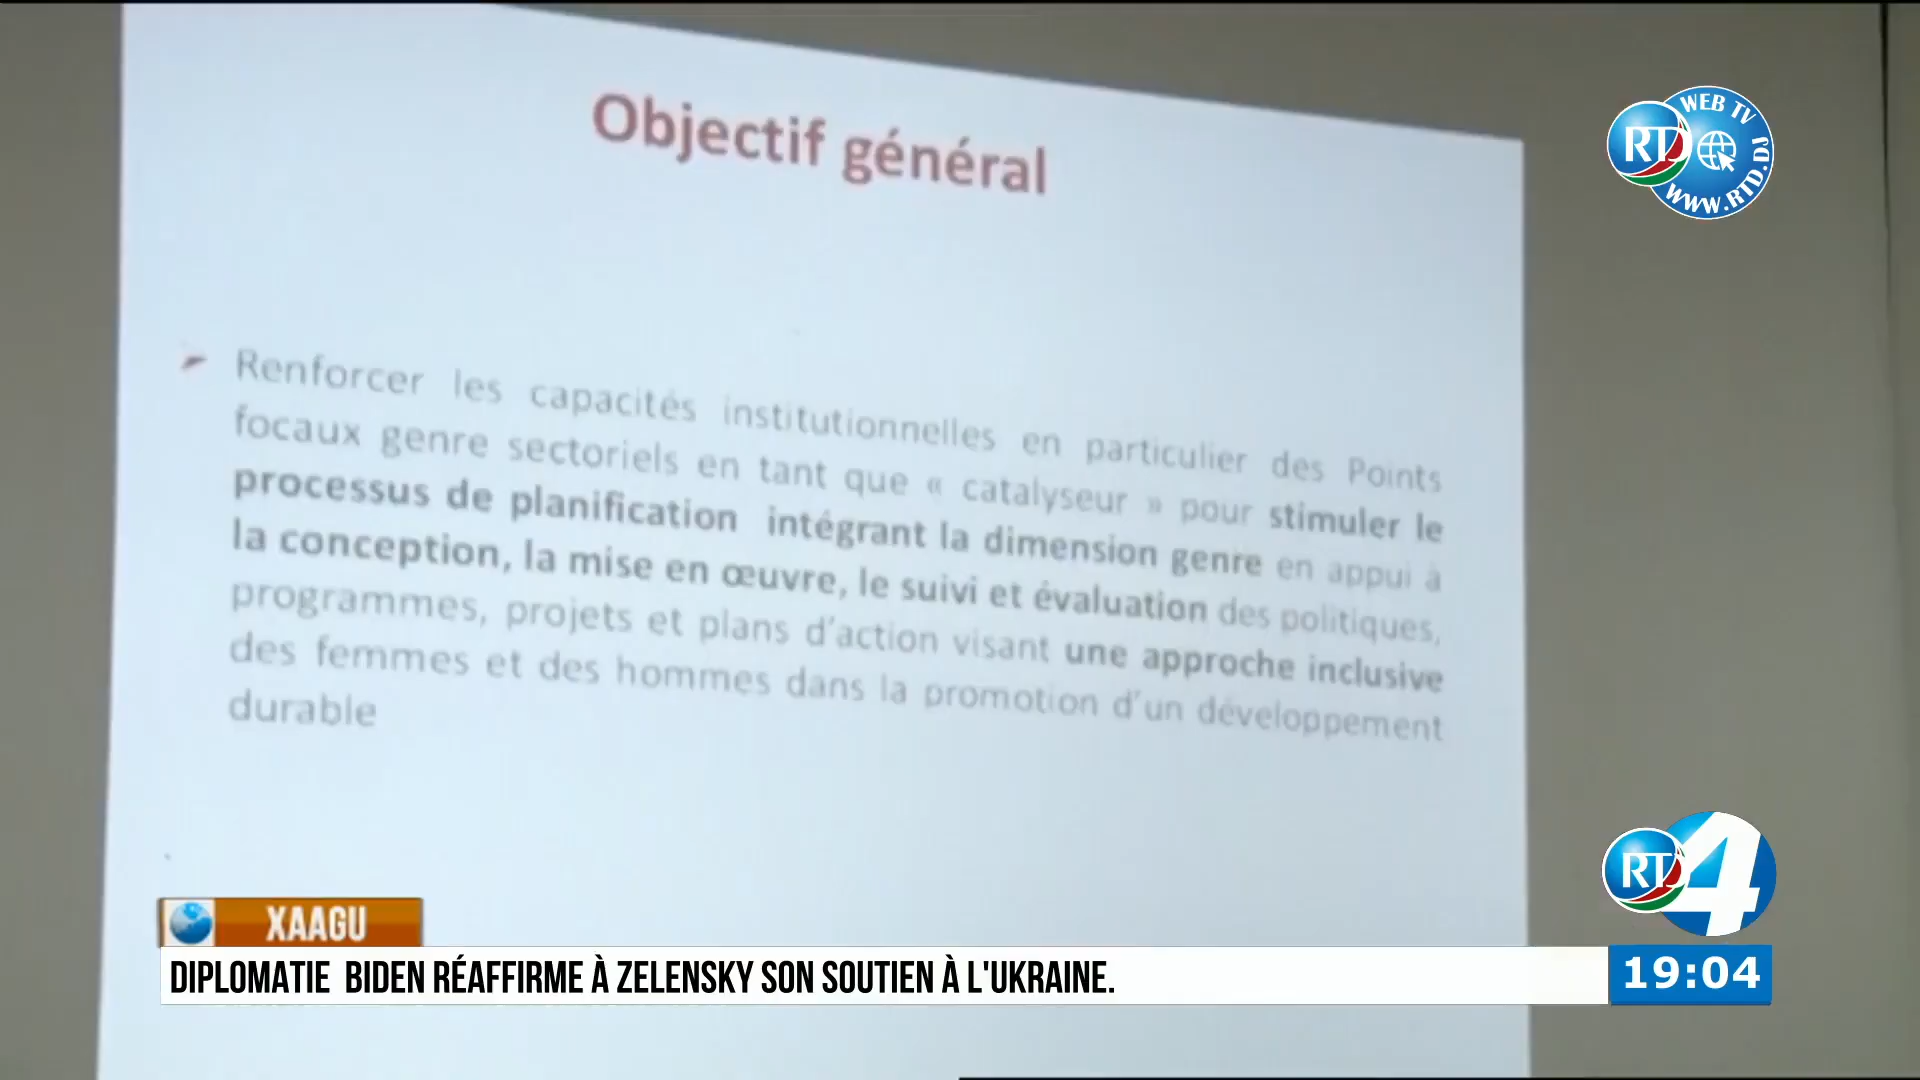 Objectif général
WEB TV
RTD
WWW.RTD.DJ
Renforcer les capacités institutionnelles en particulier des Points
focaux genre sectoriels en tant que « catalyseur » pour stimuler le
processus de planification intégrant la dimension genre en appui à
la conception, la mise en œuvre, le suivi et évaluation des politiques,
programmes, projets et plans d'action visant une approche inclusive
des femmes et des hommes dans la promotion d'un développement
durable
RTD 4
XAAGU
DIPLOMATIE BIDEN RÉAFFIRME À ZELENSKY SON SOUTIEN À L'UKRAINE.
19:04